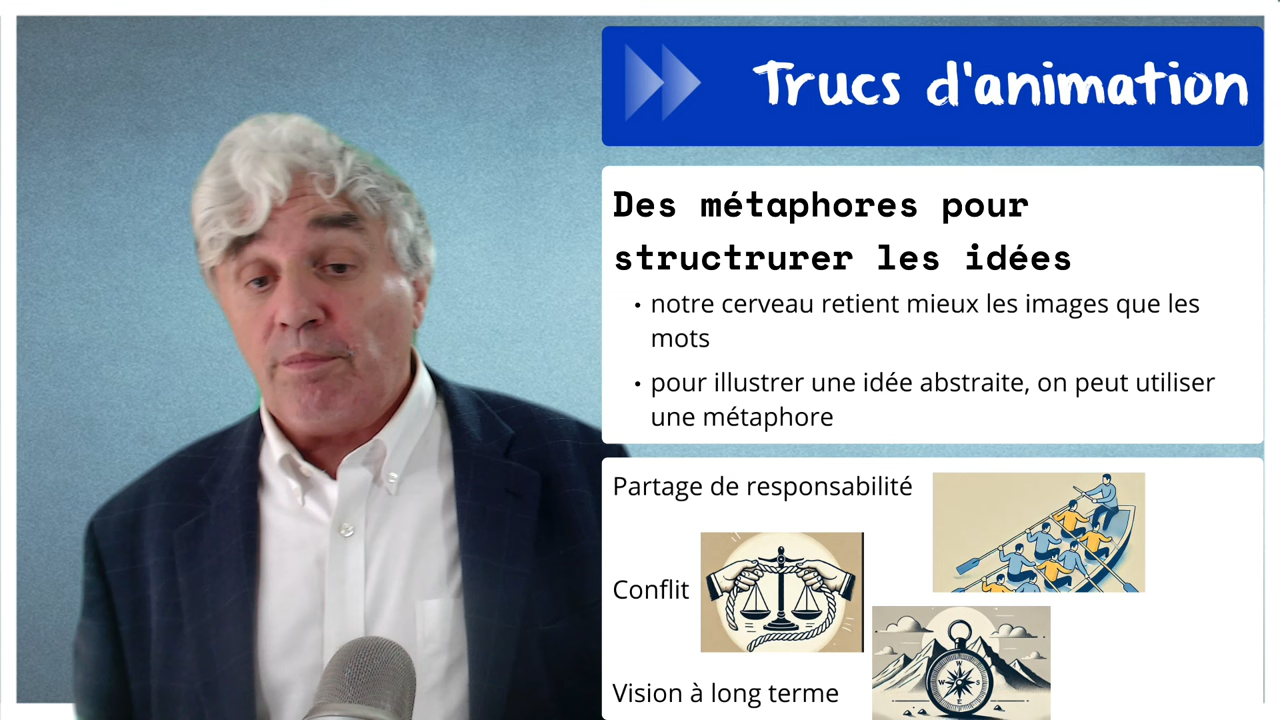 Trucs d'animation
Des métaphores pour
structrurer les idées
• notre cerveau retient mieux les images que les
mots
• pour illustrer une idée abstraite, on peut utiliser
une métaphore
Partage de responsabilité
Conflit
W
W S
E
Vision à long terme